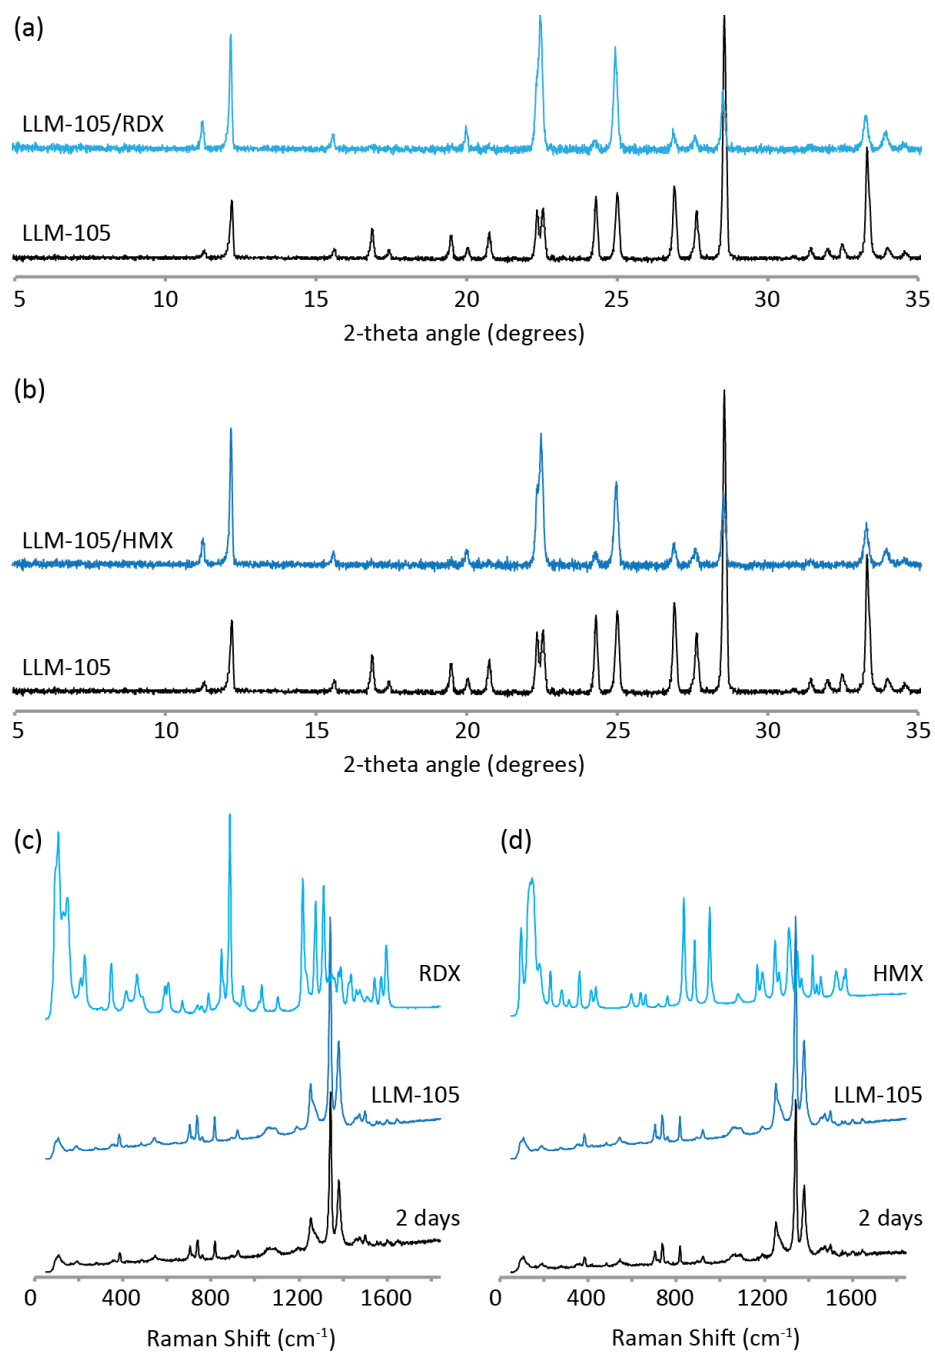 (a)
LLM-105/RDX
LLM-105
5 10 15 20 25 30 35
2-theta angle (degrees)
(b)
LLM-105/HMX
LLM-105
5 10 15 20 25 30 35
2-theta angle (degrees)
(c)
RDX
LLM-105
2 days
0 400 800 1200 1600
Raman Shift (cm⁻¹)
(d)
HMX
LLM-105
2 days
0 400 800 1200 1600
Raman Shift (cm⁻¹)